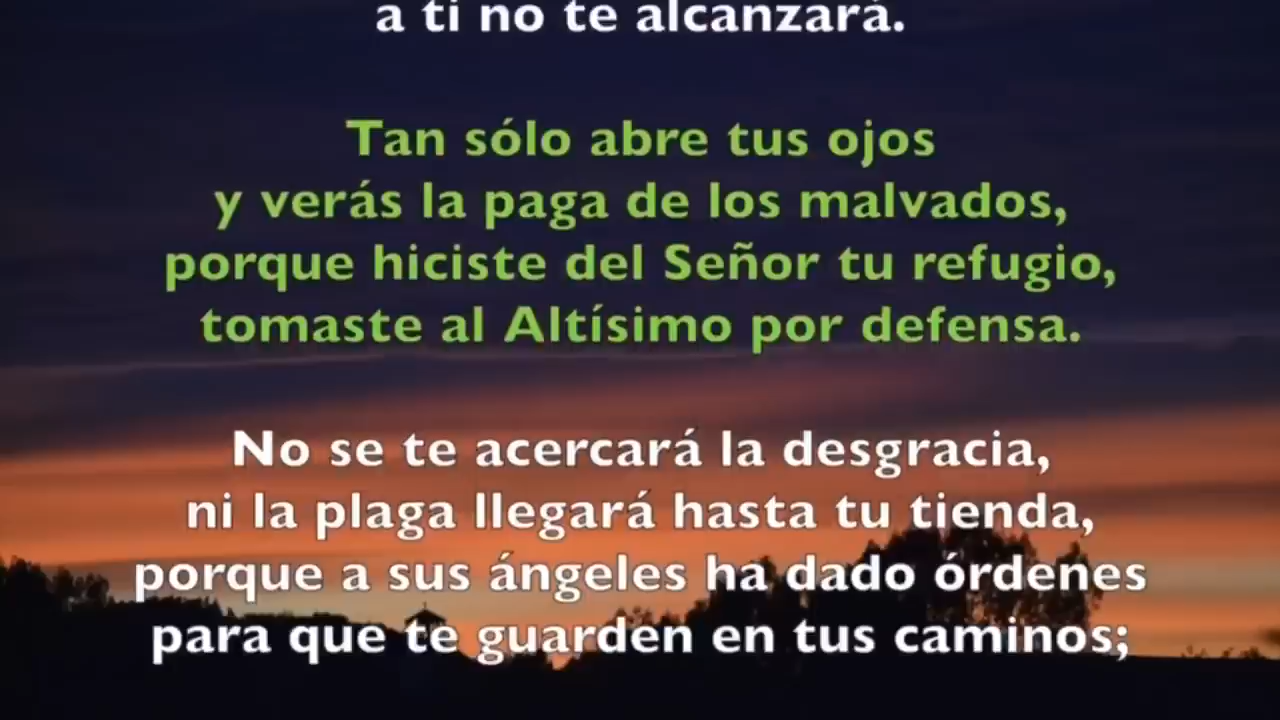 a ti no te alcanzará.
Tan sólo abre tus ojos
y verás la paga de los malvados,
porque hiciste del Señor tu refugio,
tomaste al Altísimo por defensa.
No se te acercará la desgracia,
ni la plaga llegará hasta tu tienda,
porque a sus ángeles ha dado órdenes
para que te guarden en tus caminos;